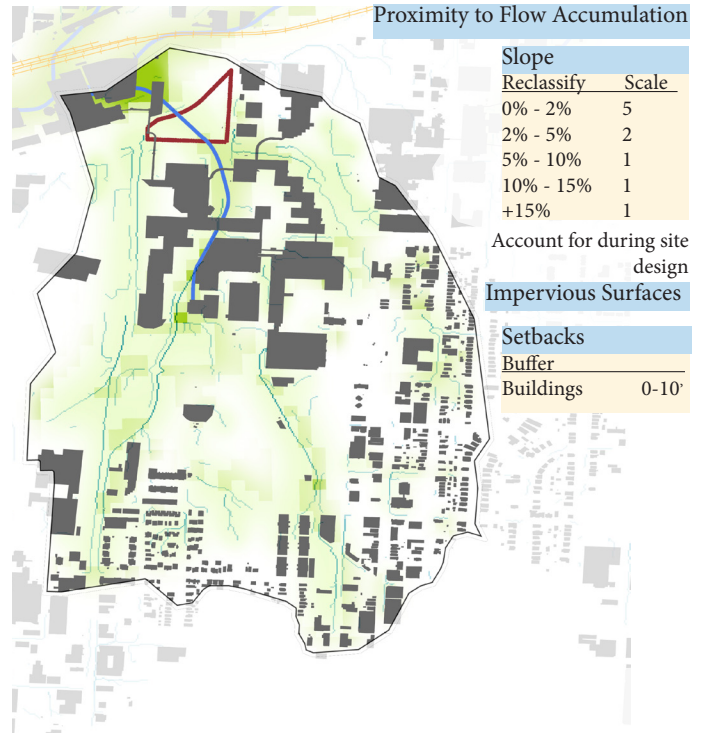 Proximity to Flow Accumulation
Slope
Reclassify Scale
0% - 2% 5
2% - 5% 2
5% - 10% 1
10% - 15% 1
+15% 1
Account for during site
design
Impervious Surfaces
Setbacks
Buffer
Buildings 0-10'